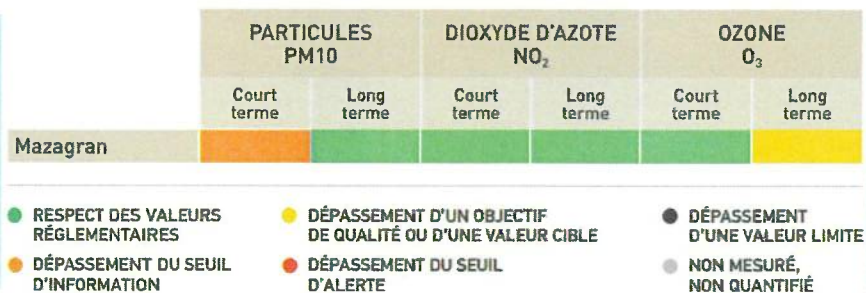 PARTICULES
PM10
DIOXYDE D'AZOTE
NO₂
OZONE
O₃
Court
terme
Long
terme
Court
terme
Long
terme
Court
terme
Long
terme
Mazagran
RESPECT DES VALEURS
RÉGLEMENTAIRES
DÉPASSEMENT D'UN OBJECTIF
DE QUALITÉ OU D'UNE VALEUR CIBLE
DÉPASSEMENT
D'UNE VALEUR LIMITE
DÉPASSEMENT DU SEUIL
D'INFORMATION
DÉPASSEMENT DU SEUIL
D'ALERTE
NON MESURÉ,
NON QUANTIFIÉ